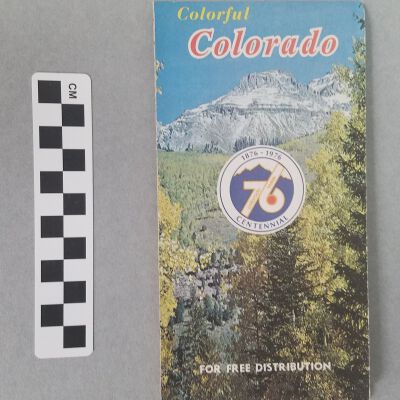 Colorful
Colorado
CM
1876 - 1976
76
CENTENNIAL
FOR FREE DISTRIBUTION